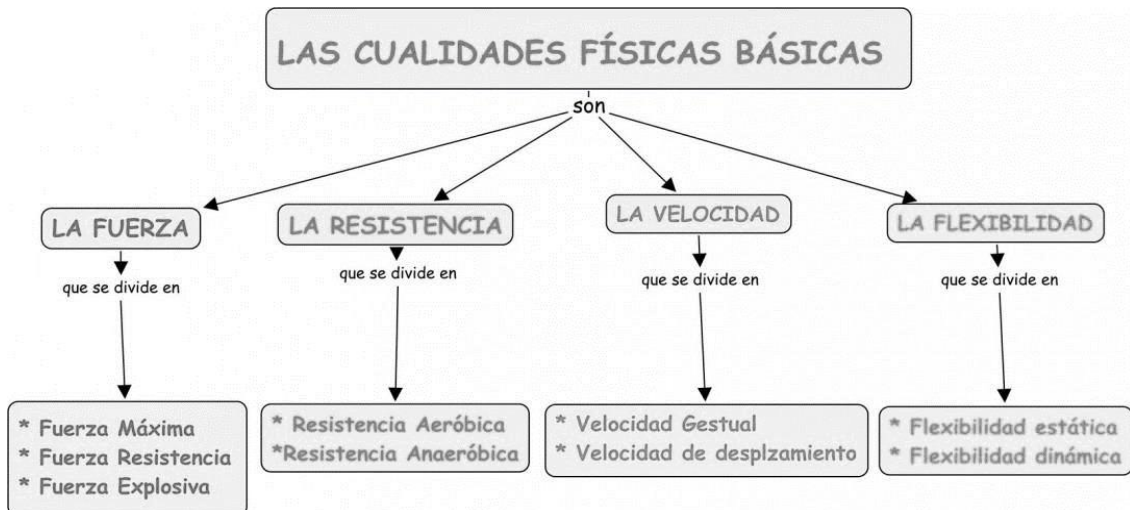 LAS CUALIDADES FÍSICAS BÁSICAS
son
LA FUERZA
LA RESISTENCIA
LA VELOCIDAD
LA FLEXIBILIDAD
que se divide en
que se divide en
que se divide en
que se divide en
* Fuerza Máxima
* Fuerza Resistencia
* Fuerza Explosiva
* Resistencia Aeróbica
*Resistencia Anaeróbica
* Velocidad Gestual
* Velocidad de desplzamiento
* Flexibilidad estática
* Flexibilidad dinámica